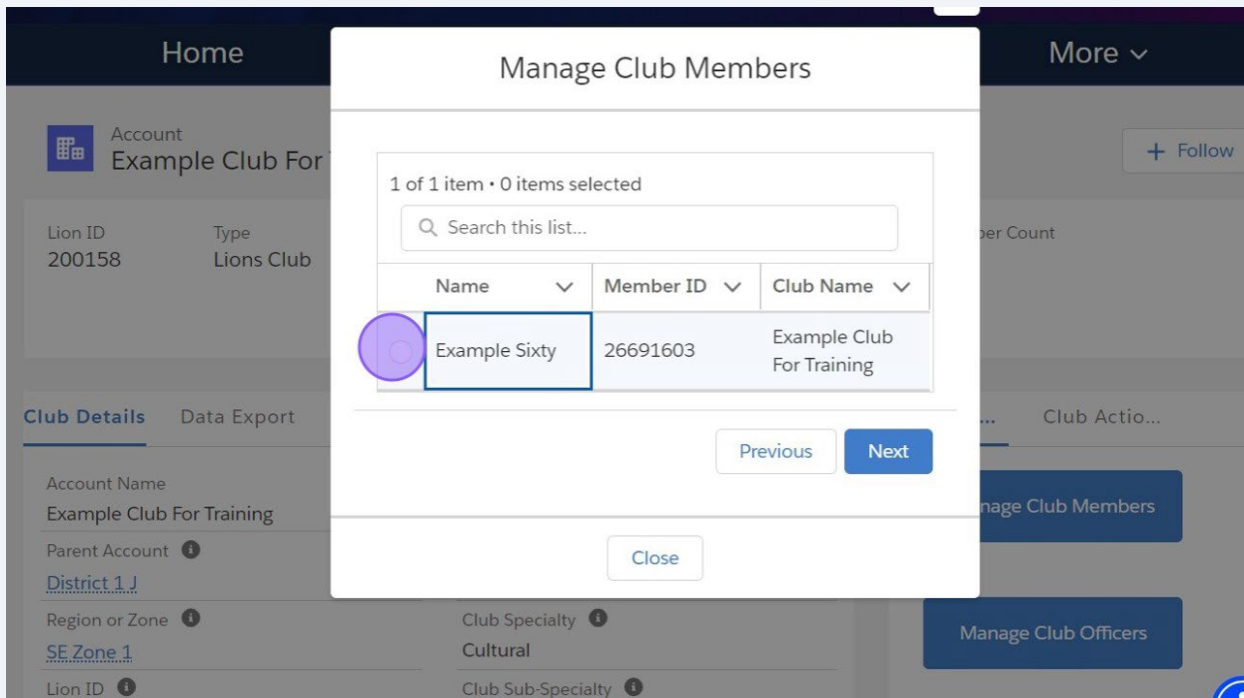 Home
More
Manage Club Members
Account
Example Club For
+ Follow
Lion ID
200158
Type
Lions Club
per Count
1 of 1 item • 0 items selected
Search this list...
Name
Member ID
Club Name
Example Sixty
26691603
Example Club
For Training
Previous
Next
Close
Club Details
Data Export
...
Club Actio...
Account Name
Example Club For Training
Parent Account
District 1 J
Region or Zone
SE Zone 1
Lion ID
Club Specialty
Cultural
Club Sub-Specialty
nage Club Members
Manage Club Officers